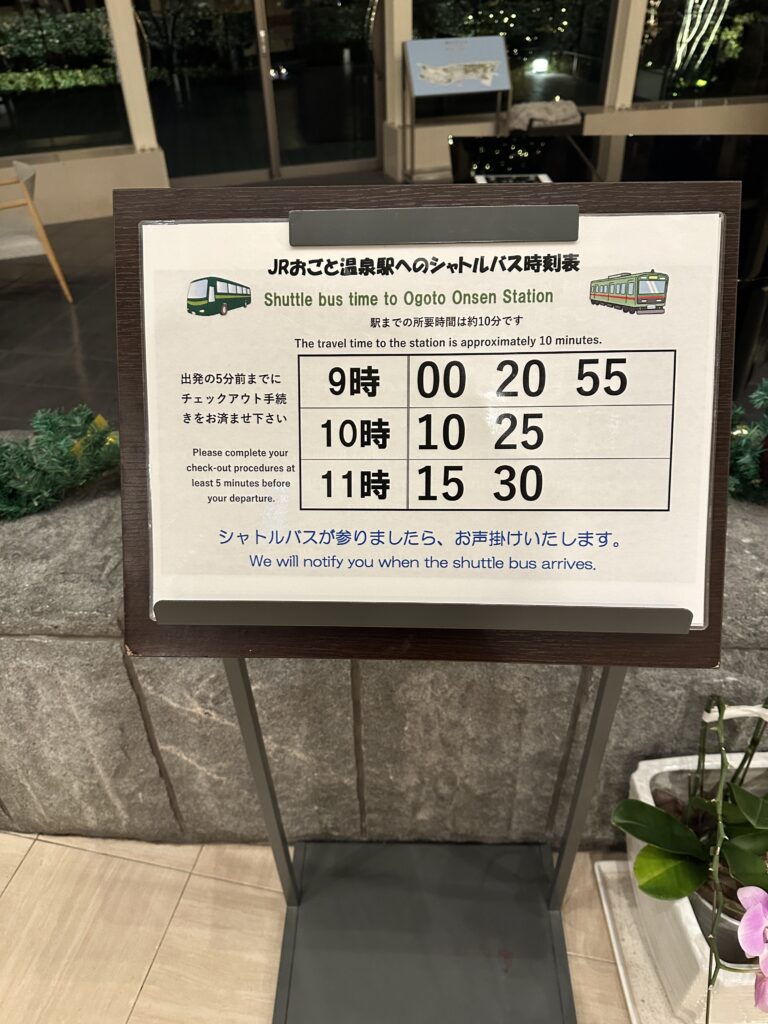 JRおごと温泉駅へのシャトルバス時刻表
Shuttle bus time to Ogoto Onsen Station
駅までの所要時間は約10分です
The travel time to the station is approximately 10 minutes.
出発の5分前までに
チェックアウト手続
きをお済ませ下さい
Please complete your
check-out procedures at
least 5 minutes before
your departure.
9時 00 20 55
10時 10 25
11時 15 30
シャトルバスが参りましたら、お声掛けいたします。
We will notify you when the shuttle bus arrives.